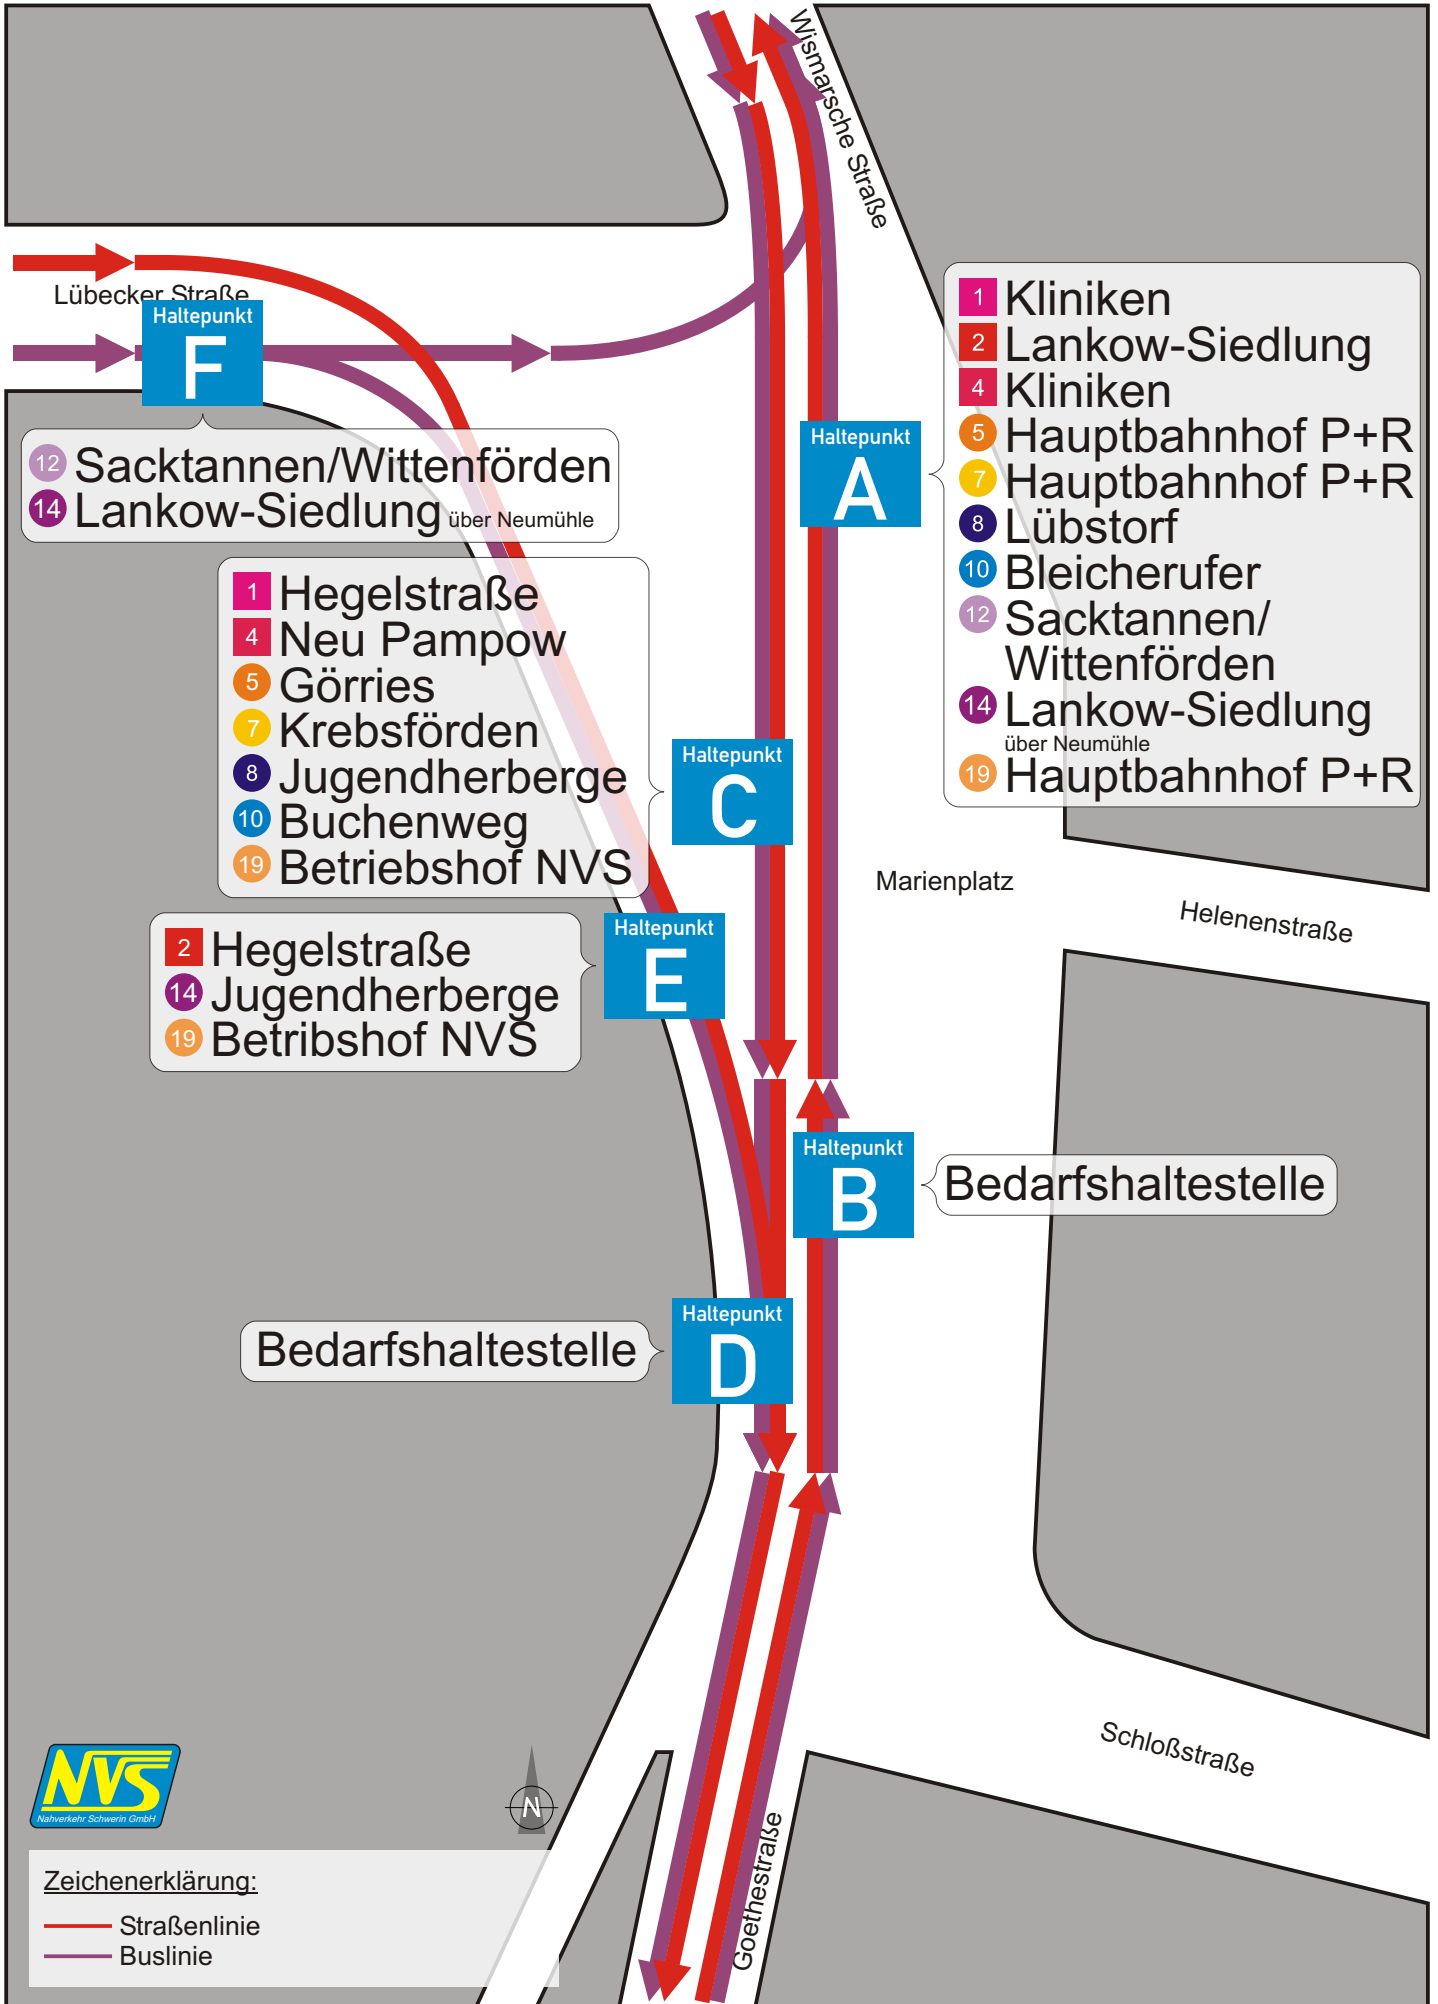 Wismarsche Straße
Lübecker Straße
Haltepunkt
F
12 Sacktannen/Wittenförden
14 Lankow-Siedlung über Neumühle
Haltepunkt
A
1 Kliniken
2 Lankow-Siedlung
4 Kliniken
5 Hauptbahnhof P+R
7 Hauptbahnhof P+R
8 Lübstorf
10 Bleicherufer
12 Sacktannen/
Wittenförden
14 Lankow-Siedlung
über Neumühle
19 Hauptbahnhof P+R
1 Hegelstraße
4 Neu Pampow
5 Görries
7 Krebsförden
8 Jugendherberge
10 Buchenweg
19 Betriebshof NVS
Haltepunkt
C
Marienplatz
Helenenstraße
2 Hegelstraße
14 Jugendherberge
19 Betribshof NVS
Haltepunkt
E
Haltepunkt
B
Bedarfshaltestelle
Bedarfshaltestelle
Haltepunkt
D
Schloßstraße
Goethestraße
NVS
Nahverkehr Schwerin GmbH
N
Zeichenerklärung:
Straßenlinie
Buslinie